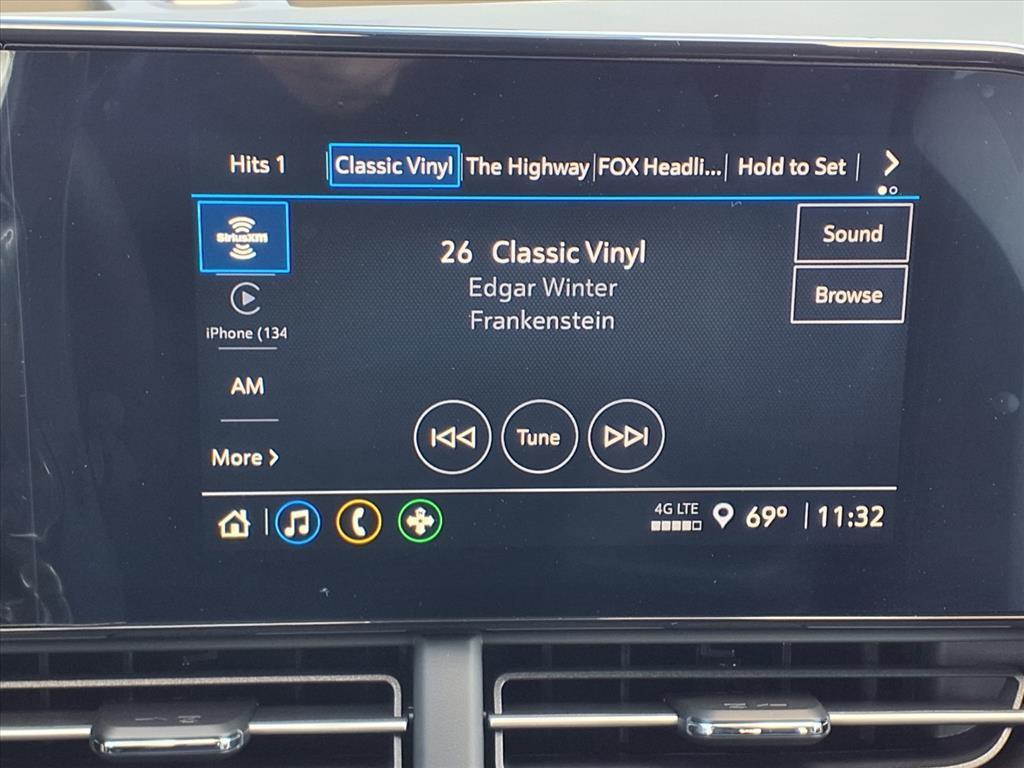 Hits 1 Classic Vinyl The Highway FOX Headli... Hold to Set
SiriusXM
iPhone (134
AM
More
26 Classic Vinyl
Edgar Winter
Frankenstein
Sound
Browse
Tune
4G LTE
69° 11:32